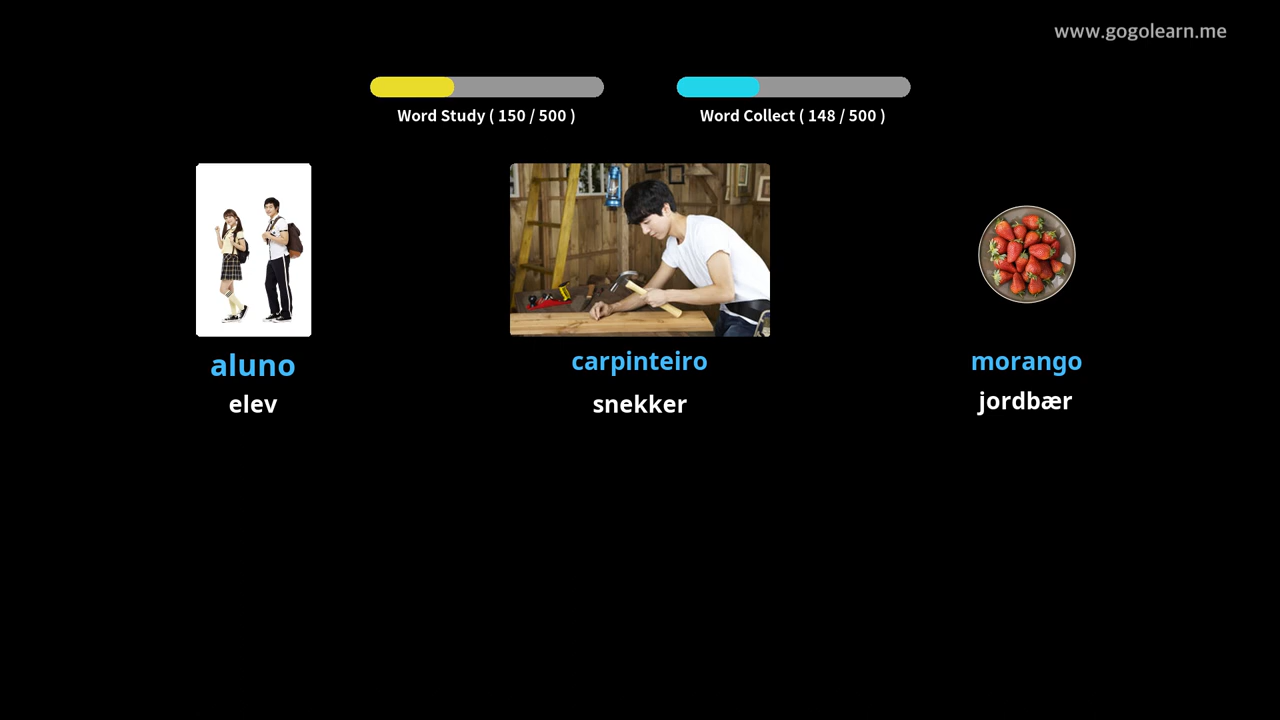 www.gogolearn.me
Word Study ( 150 / 500 )
Word Collect ( 148 / 500 )
aluno
elev
carpinteiro
snekker
morango
jordbær